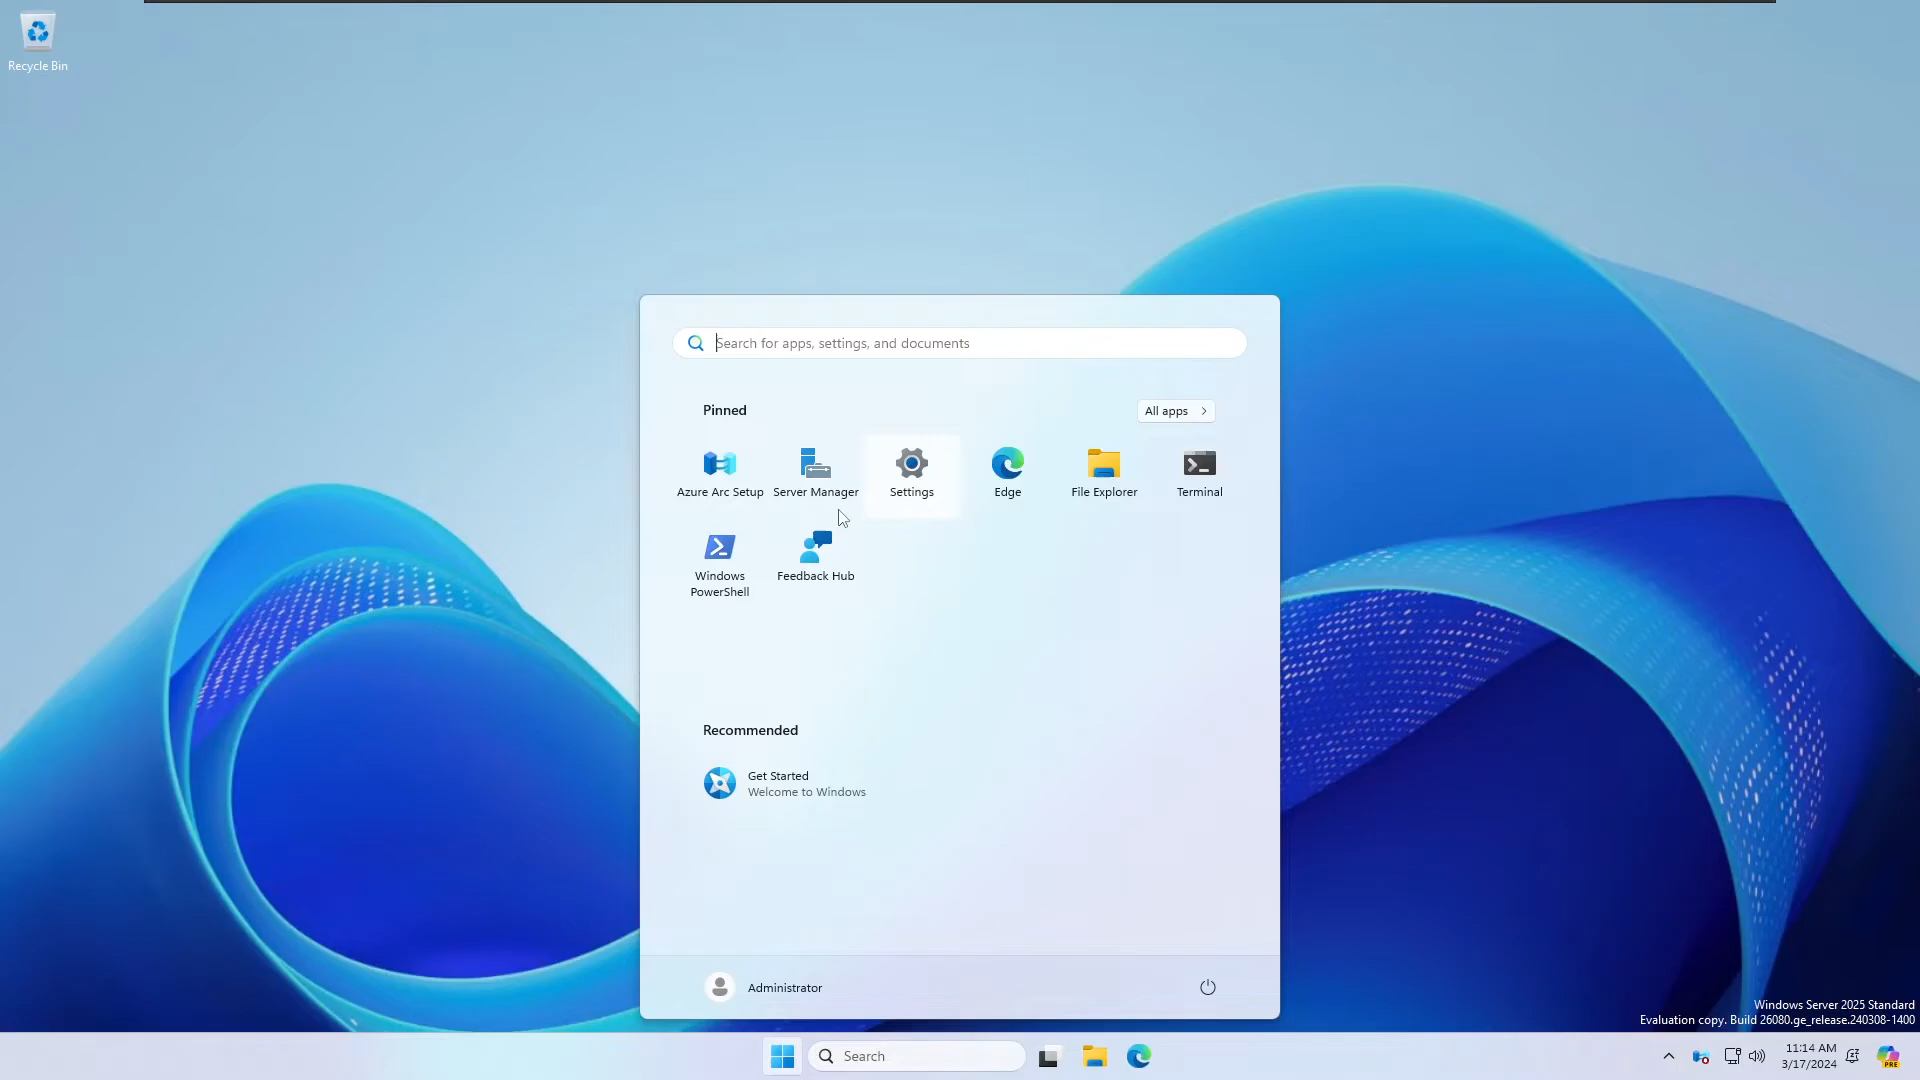 Recycle Bin
Search for apps, settings, and documents
Pinned
All apps
Azure Arc Setup
Server Manager
Settings
Edge
File Explorer
Terminal
Windows
PowerShell
Feedback Hub
Recommended
Get Started
Welcome to Windows
Administrator
Windows Server 2025 Standard
Evaluation copy. Build 26080.ge_release.240308-1400
Search
11:14 AM
3/17/2024
PRE